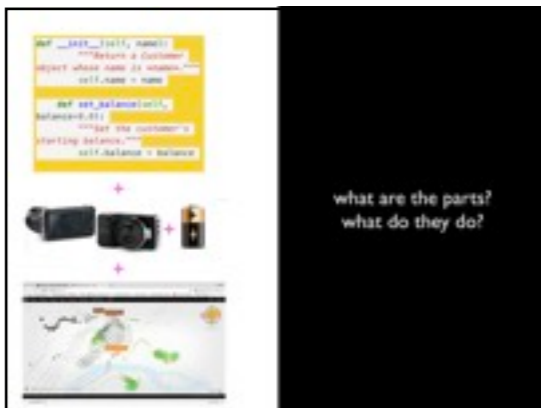 def __init__(self, name):
"""Return a Customer
object whose name is *name*."""
self.name = name
def set_balance(self,
balance=0.0):
"""Set the customer's
starting balance."""
self.balance = balance
+
+
+
what are the parts?
what do they do?